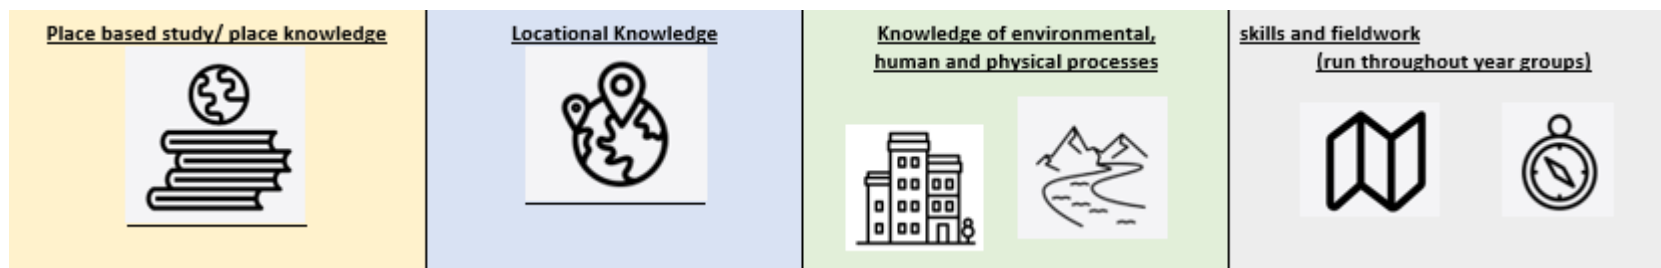 Place based study/ place knowledge
Locational Knowledge
Knowledge of environmental,
human and physical processes
skills and fieldwork
(run throughout year groups)